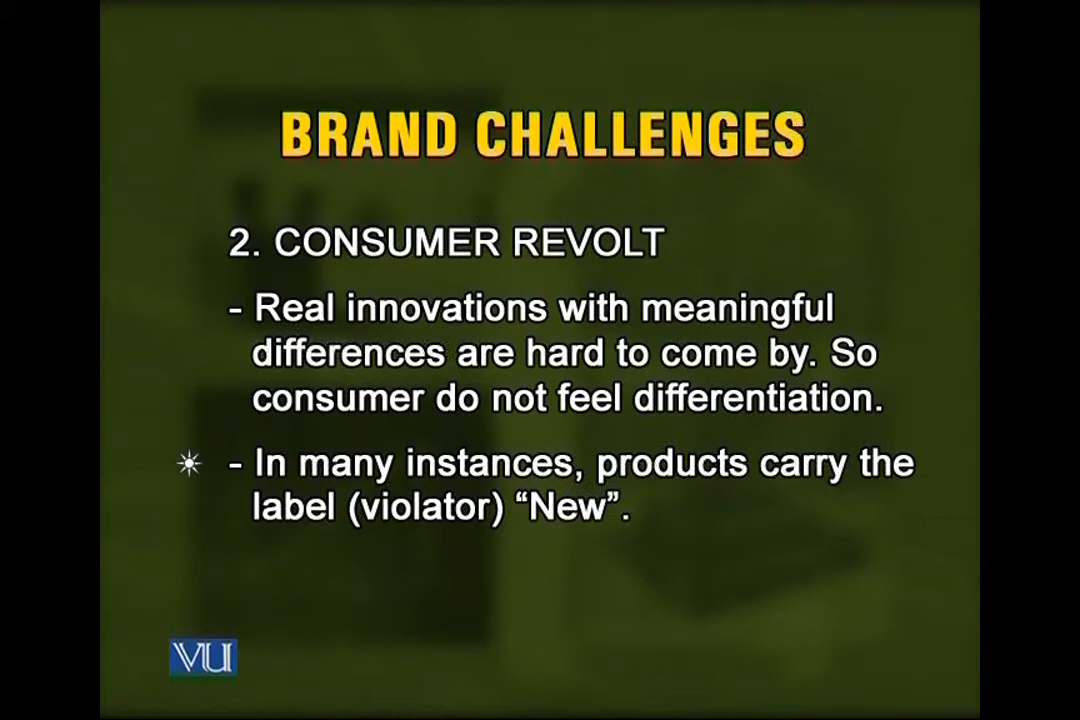 BRAND CHALLENGES
2. CONSUMER REVOLT
- Real innovations with meaningful
differences are hard to come by. So
consumer do not feel differentiation.
- In many instances, products carry the
label (violator) “New”.
VU